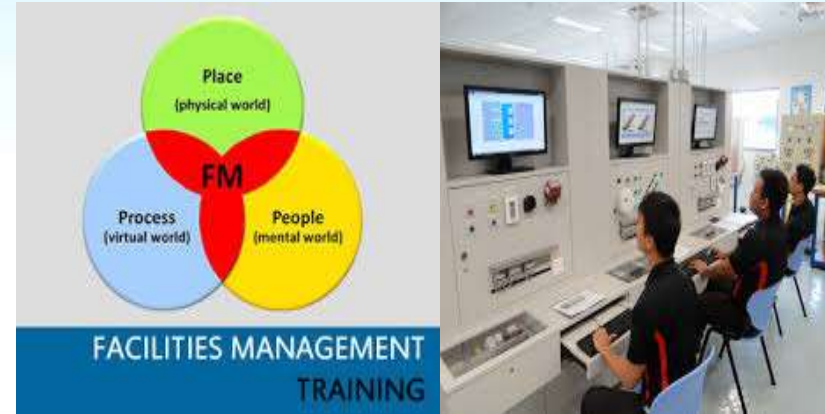 Place
(physical world)
FM
Process
(virtual world)
People
(mental world)
FACILITIES MANAGEMENT
TRAINING